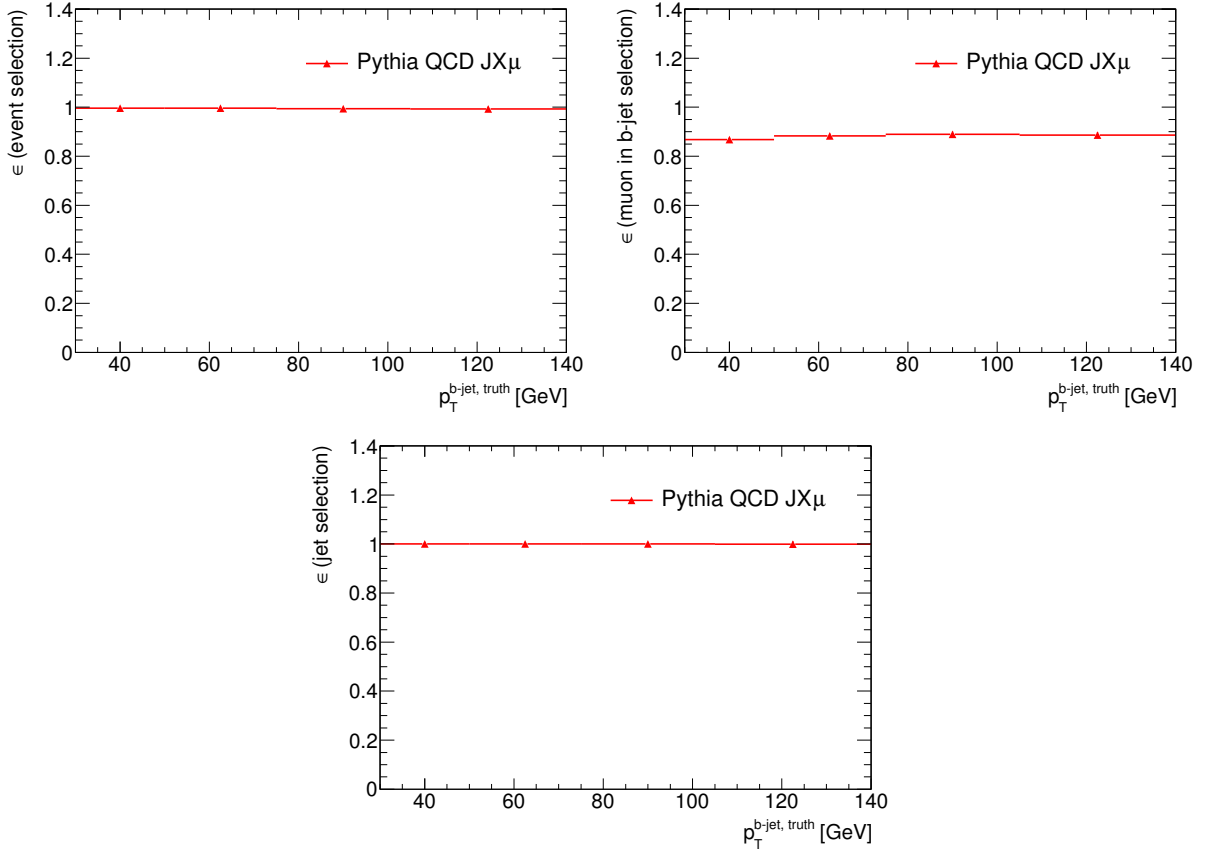 ϵ (event selection)
1.4
1.2
1
0.8
0.6
0.4
0.2
0
Pythia QCD JXμ
40 60 80 100 120 140
p_T^{b-jet, truth} [GeV]
ϵ (muon in b-jet selection)
1.4
1.2
1
0.8
0.6
0.4
0.2
0
Pythia QCD JXμ
40 60 80 100 120 140
p_T^{b-jet, truth} [GeV]
ϵ (jet selection)
1.4
1.2
1
0.8
0.6
0.4
0.2
0
Pythia QCD JXμ
40 60 80 100 120 140
p_T^{b-jet, truth} [GeV]